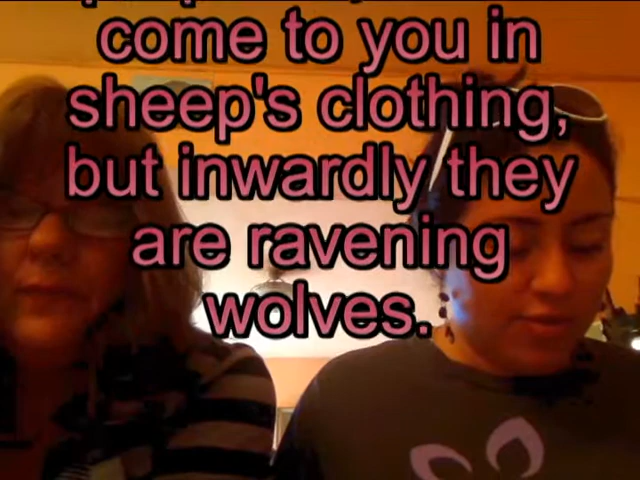 come to you in
sheep's clothing,
but inwardly they
are ravening
wolves.